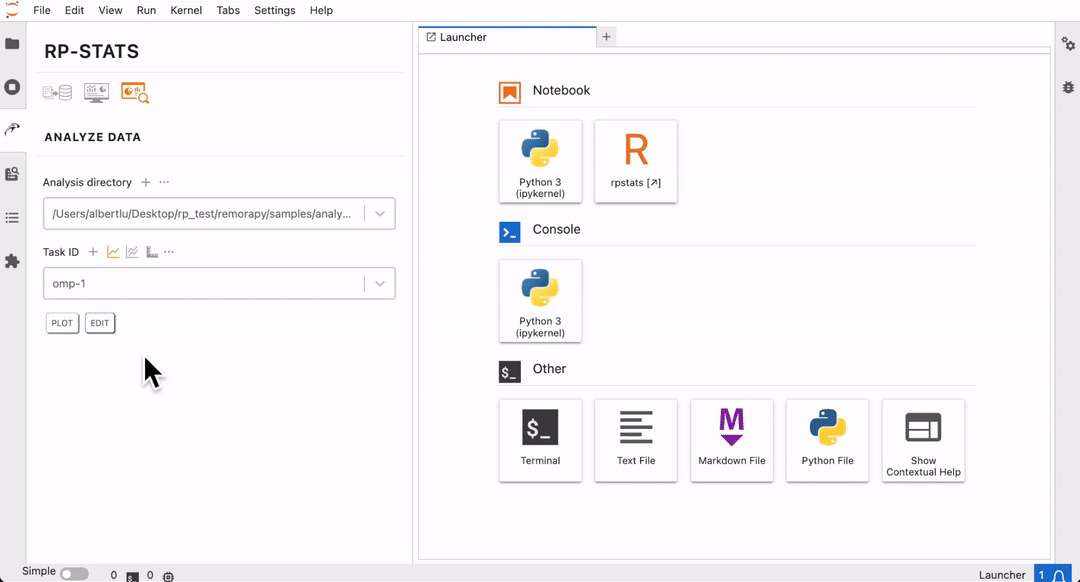 File Edit View Run Kernel Tabs Settings Help
RP-STATS
ANALYZE DATA
Analysis directory
/Users/albertlu/Desktop/rp_test/remorapy/samples/analy...
Task ID
omp-1
PLOT EDIT
Launcher
Notebook
Python 3
(ipykernel)
R
rpstats [↗]
Console
>_
Python 3
(ipykernel)
$_
Other
$_
Terminal
Text File
M
Markdown File
Python File
Show
Contextual Help
Simple 0 0 Launcher 1